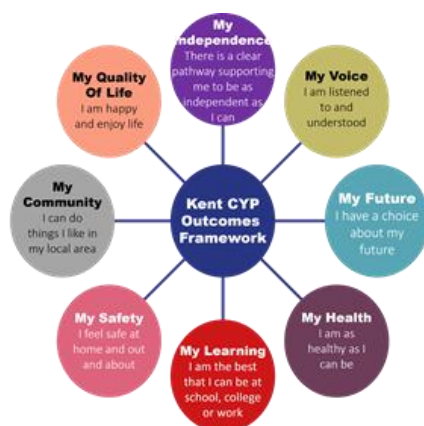 My
Independence
There is a clear
pathway supporting
me to be as
independent as
I can
My Voice
I am listened
to and
understood
My Future
I have a choice
about my
future
My Health
I am as
healthy as I
can be
My Learning
I am the best
that I can be at
school, college
or work
My Safety
I feel safe at
home and out
and about
My
Community
I can do
things I like in
my local area
My Quality
Of Life
I am happy
and enjoy life
Kent CYP
Outcomes
Framework